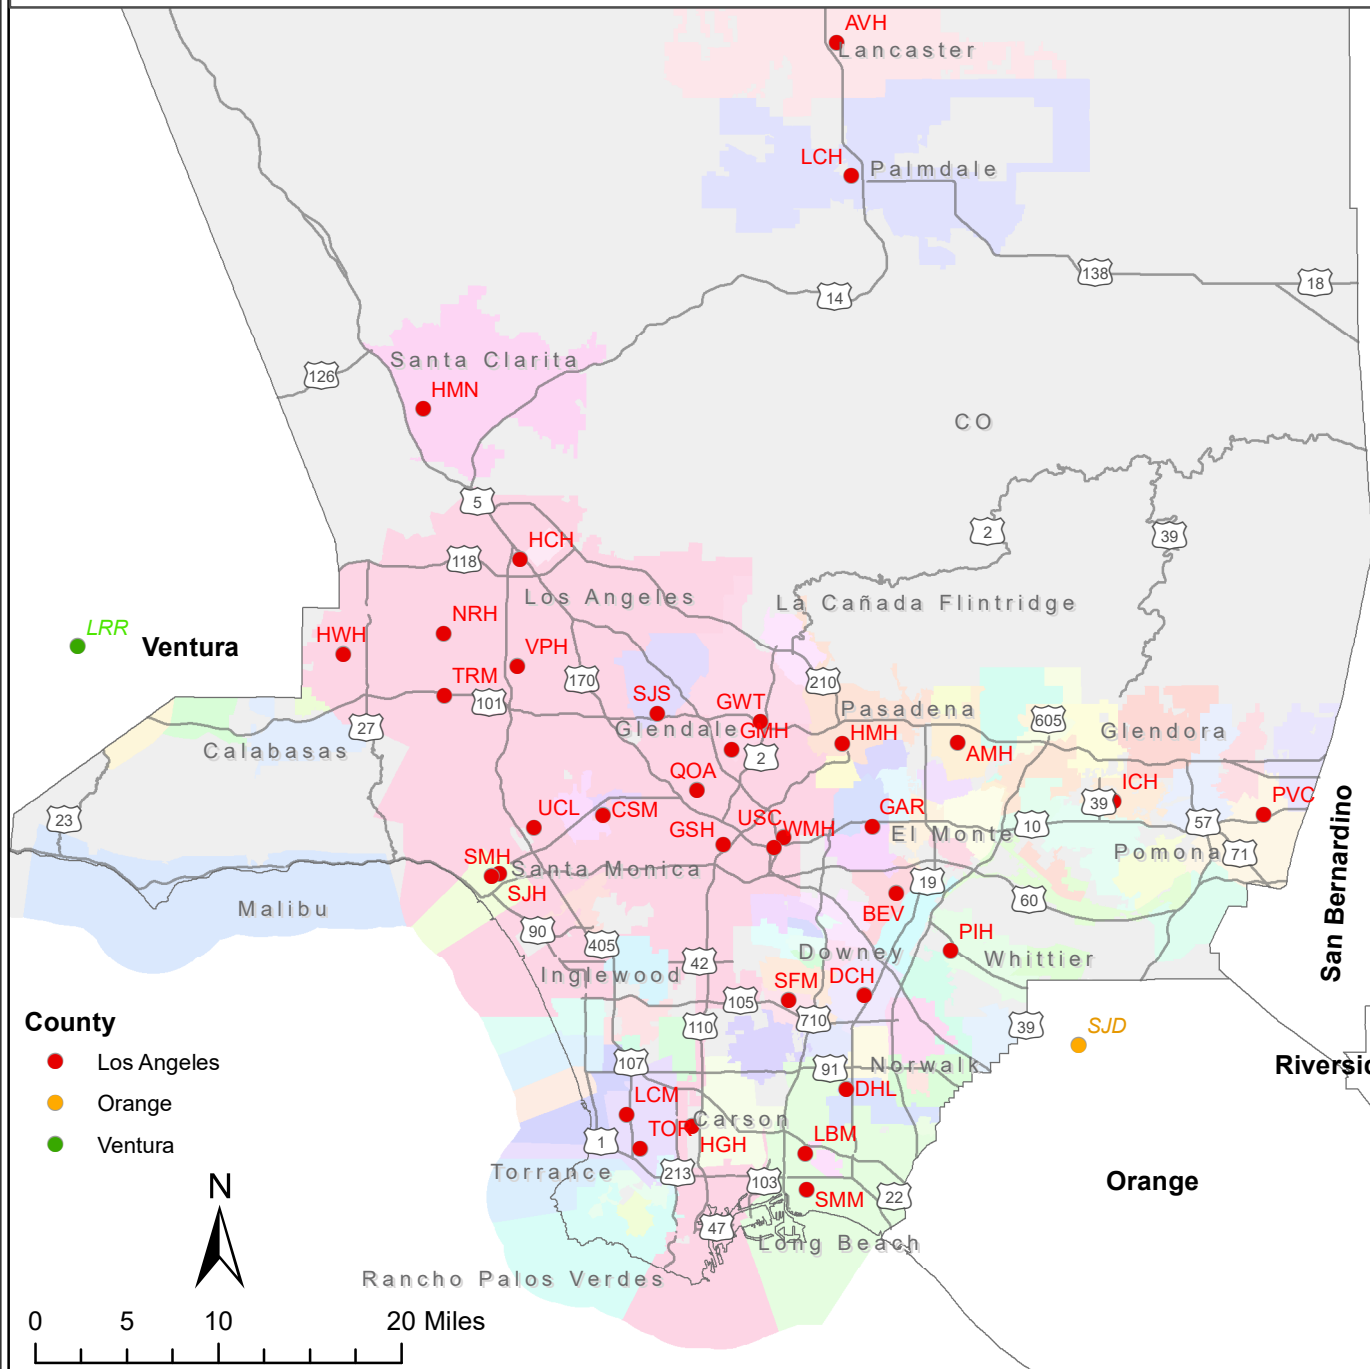 AVH
Lancaster
LCH
Palmdale
138
18
14
Santa Clarita
126
HMN
CO
5
2
39
HCH
118
Los Angeles
La Cañada Flintridge
NRH
LRR
HWH
Ventura
VPH
TRM
170
210
SJS
GWT
101
Pasadena
605
27
Glendale
GMH
HMH
Glendora
Calabasas
2
AMH
QOA
ICH
39
PVC
23
UCL
CSM
USC
GAR
57
GSH
WMH
El Monte
10
SMH
Santa Monica
Pomona
71
SJH
19
60
Malibu
BEV
San Bernardino
90
405
PIH
Downey
Whittier
42
Inglewood
SFM
DCH
105
710
County
110
39
SJD
Los Angeles
107
91
Norwalk
Riversid
DHL
Orange
LCM
Carson
TOR
1
HGH
LBM
Ventura
Torrance
213
103
Orange
N
SMM
22
47
Long Beach
Rancho Palos Verdes
0 5 10 20 Miles